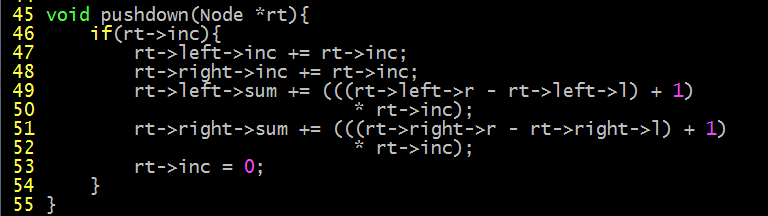 45 void pushdown(Node *rt){
46     if(rt->inc){
47         rt->left->inc += rt->inc;
48         rt->right->inc += rt->inc;
49         rt->left->sum += (((rt->left->r - rt->left->l) + 1)
50                             * rt->inc);
51         rt->right->sum += (((rt->right->r - rt->right->l) + 1)
52                             * rt->inc);
53         rt->inc = 0;
54     }
55 }